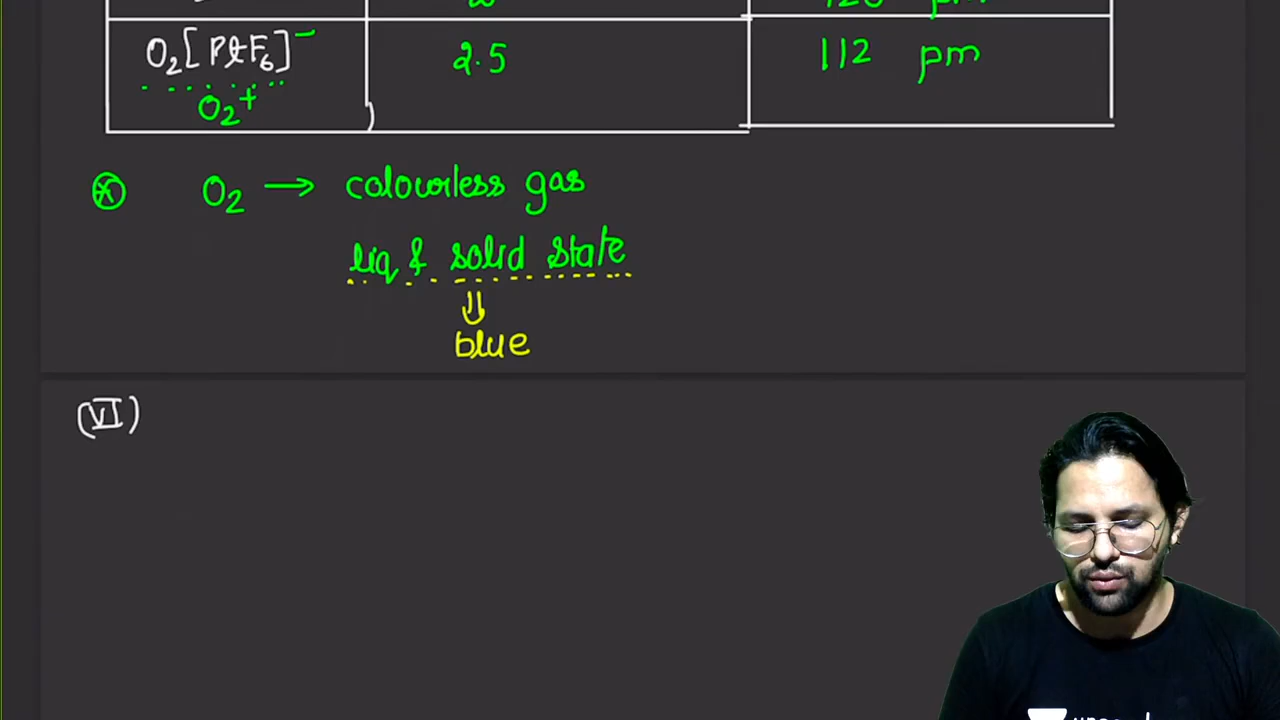 O2[PtF6]⁻ 2.5 112 pm
O2+
O2 → colourless gas
liq & solid state
⇓
blue
(VI)